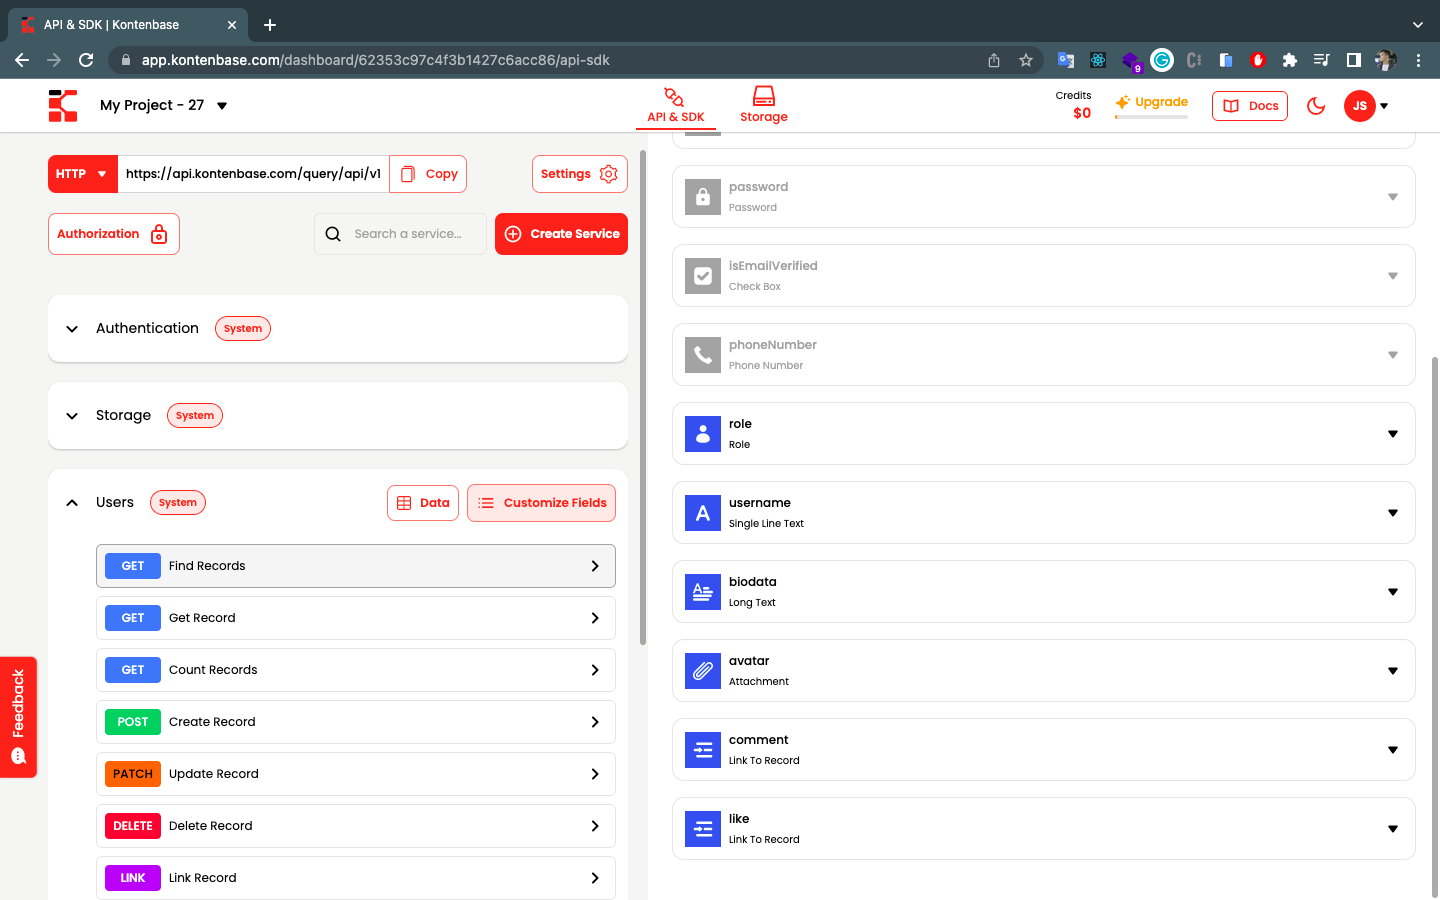 API & SDK | Kontenbase
app.kontenbase.com/dashboard/62353c97c4f3b1427c6acc86/api-sdk
9
My Project - 27
API & SDK
Storage
Credits
$0
Upgrade
Docs
JS
HTTP
https://api.kontenbase.com/query/api/v1
Copy
Settings
Authorization
Search a service...
Create Service
Authentication
System
Storage
System
Users
System
Data
Customize Fields
GET
Find Records
GET
Get Record
GET
Count Records
POST
Create Record
PATCH
Update Record
DELETE
Delete Record
LINK
Link Record
Feedback
password
Password
isEmailVerified
Check Box
phoneNumber
Phone Number
role
Role
username
Single Line Text
biodata
Long Text
avatar
Attachment
comment
Link To Record
like
Link To Record